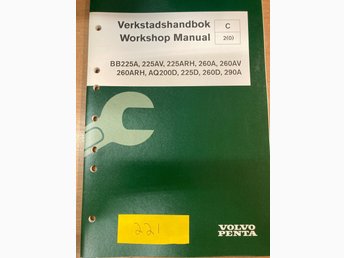 Verkstadshandbok
Workshop Manual
C
2(0)
BB225A, 225AV, 225ARH, 260A, 260AV
260ARH, AQ200D, 225D, 260D, 290A
221
VOLVO
PENTA